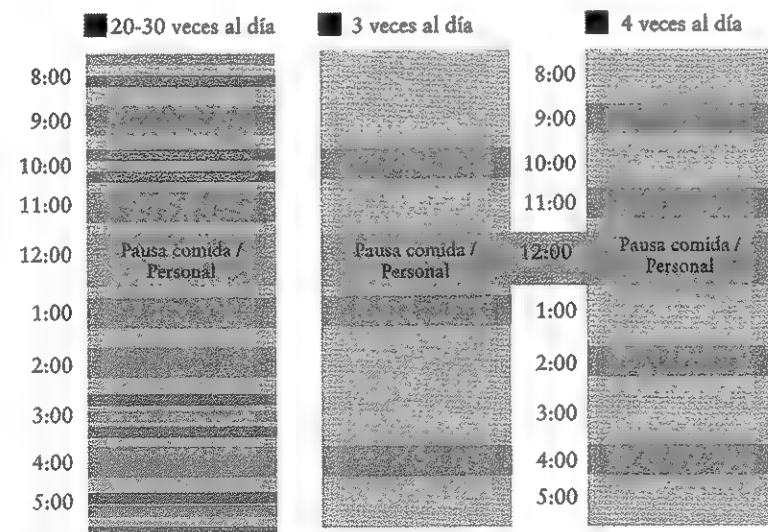 20-30 veces al día
3 veces al día
4 veces al día
8:00
9:00
10:00
11:00
12:00
1:00
2:00
3:00
4:00
5:00
Pausa comida /
Personal
Pausa comida /
Personal
8:00
9:00
10:00
11:00
12:00
1:00
2:00
3:00
4:00
5:00
Pausa comida /
Personal